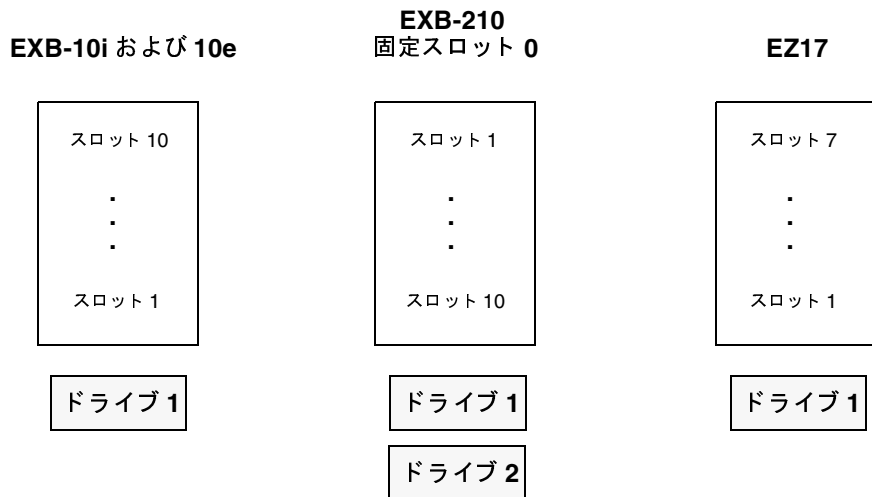 EXB-10i および 10e
スロット 10
.
.
.
スロット 1
ドライブ 1
EXB-210
固定スロット 0
スロット 1
.
.
.
スロット 10
ドライブ 1
ドライブ 2
EZ17
スロット 7
.
.
.
スロット 1
ドライブ 1